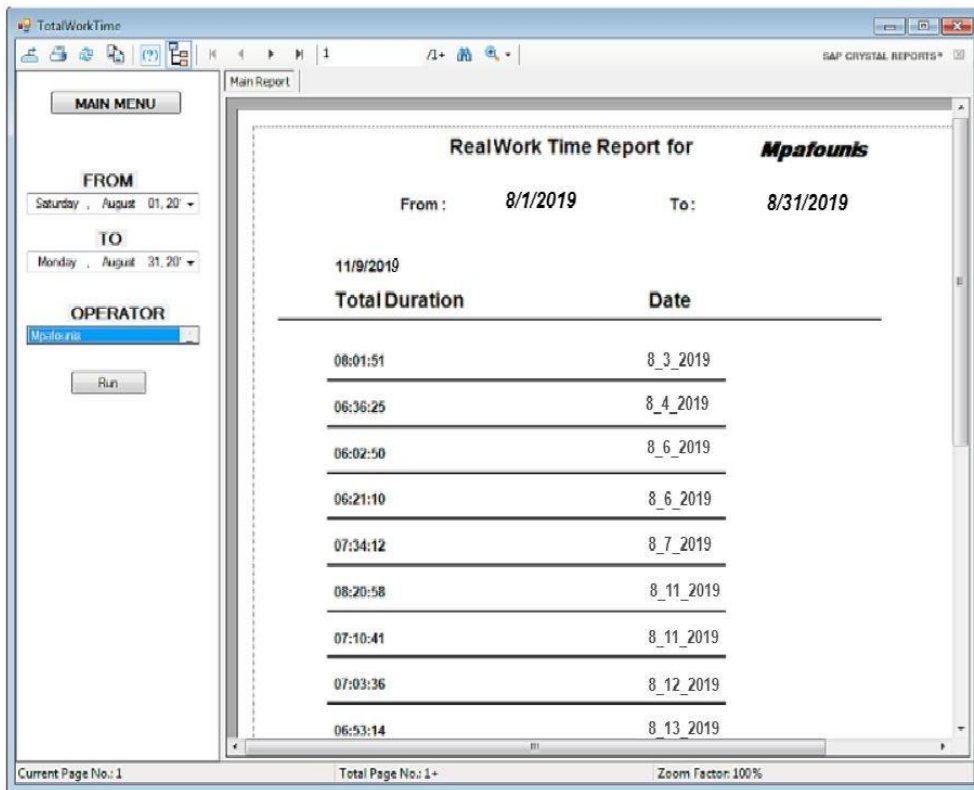 TotalWorkTime
1 /1+ SAP CRYSTAL REPORTS®
Main Report
MAIN MENU
FROM
Saturday , August 01, 20
TO
Monday , August 31, 20
OPERATOR
Mpafounis
Run
RealWork Time Report for Mpafounis
From : 8/1/2019 To : 8/31/2019
11/9/2019
Total Duration Date
08:01:51 8_3_2019
06:36:25 8_4_2019
06:02:50 8_6_2019
06:21:10 8_6_2019
07:34:12 8_7_2019
08:20:58 8_11_2019
07:10:41 8_11_2019
07:03:36 8_12_2019
06:53:14 8_13_2019
Current Page No.: 1 Total Page No.: 1+ Zoom Factor: 100%